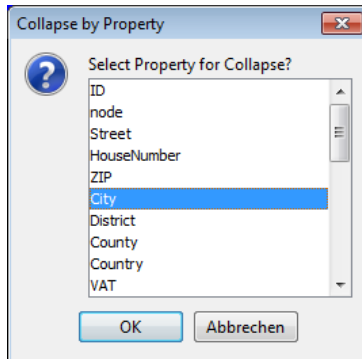 Collapse by Property
Select Property for Collapse?
ID
node
Street
HouseNumber
ZIP
City
District
County
Country
VAT
OK
Abbrechen